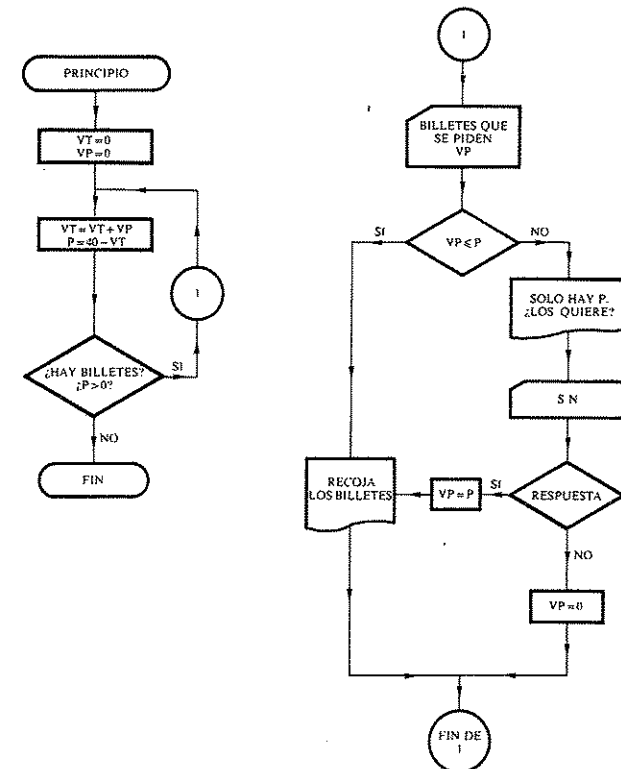 PRINCIPIO
VT=0
VP=0
VT=VT+VP
P=40-VT
1
¿HAY BILLETES?
¿P>0?
SI
NO
FIN
1
BILLETES QUE
SE PIDEN
VP
VP≤P
SI
NO
SOLO HAY P.
¿LOS QUIERE?
S N
RESPUESTA
SI
VP=P
RECOJA
LOS BILLETES
NO
VP=0
FIN DE
1